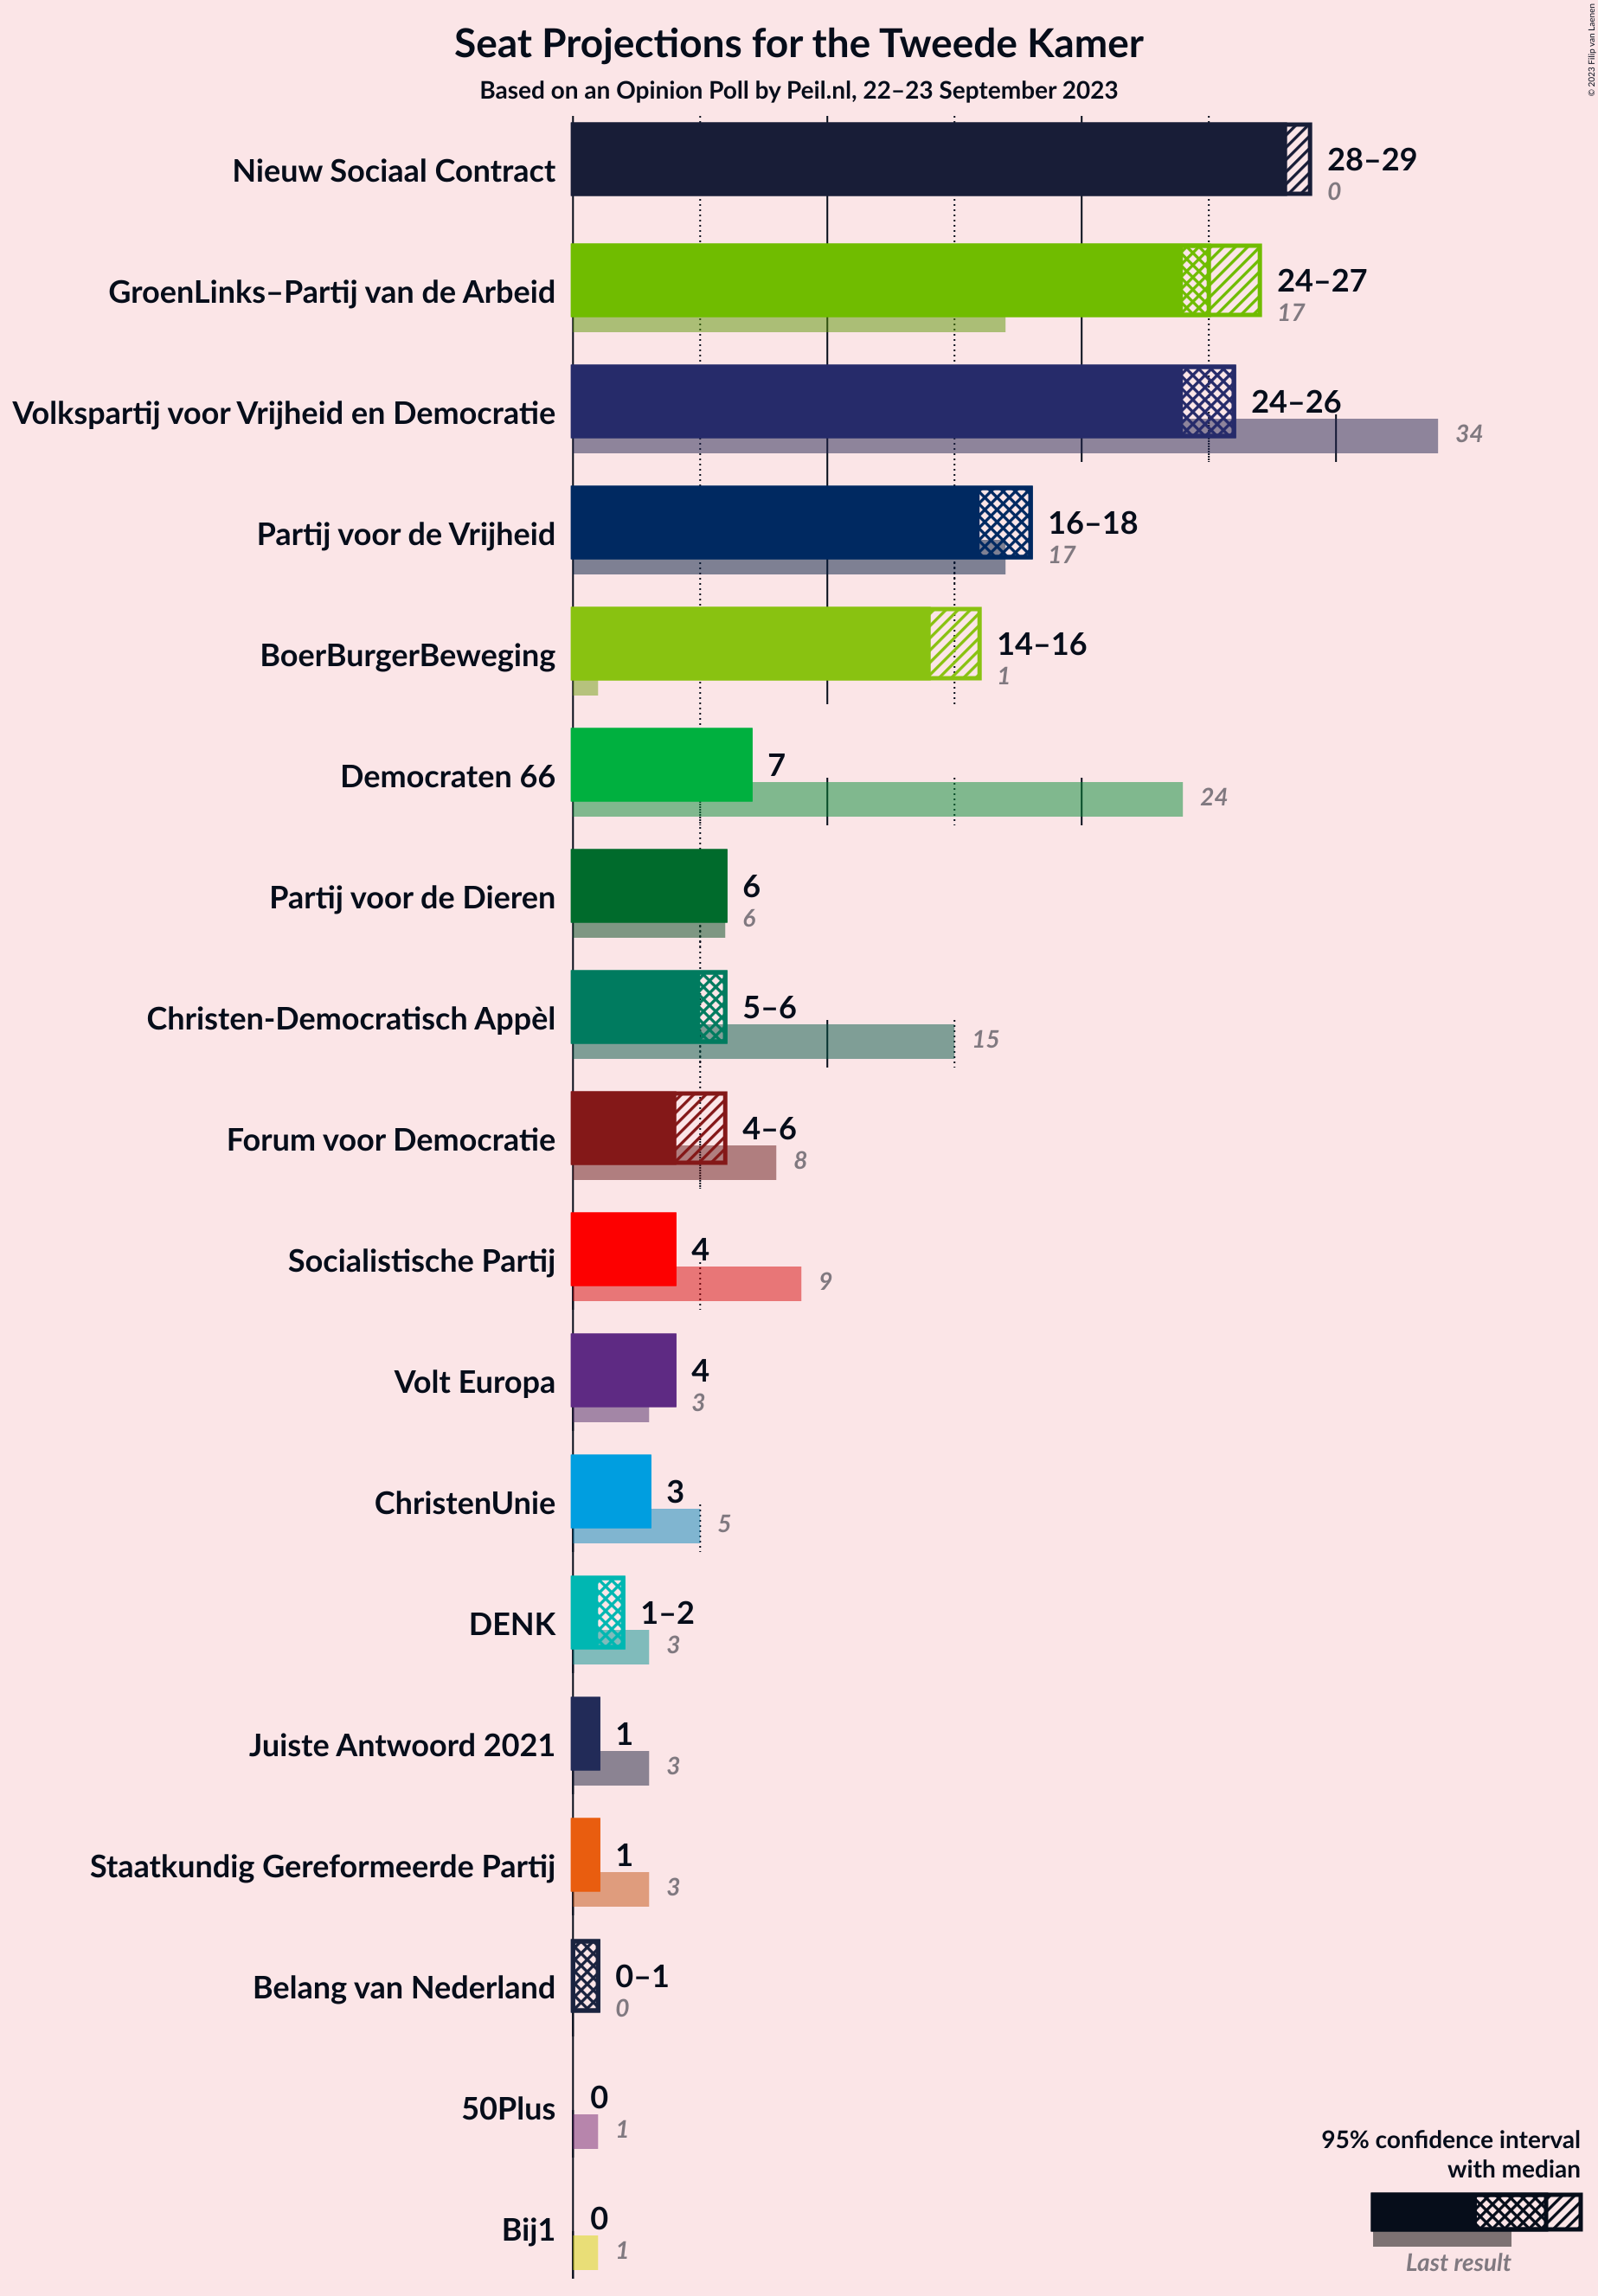 Seat Projections for the Tweede Kamer
Based on an Opinion Poll by Peil.nl, 22–23 September 2023
© 2023 Filip van Laenen
Nieuw Sociaal Contract
28–29
0
GroenLinks–Partij van de Arbeid
24–27
17
Volkspartij voor Vrijheid en Democratie
24–26
34
Partij voor de Vrijheid
16–18
17
BoerBurgerBeweging
14–16
1
Democraten 66
7
24
Partij voor de Dieren
6
6
Christen-Democratisch Appèl
5–6
15
Forum voor Democratie
4–6
8
Socialistische Partij
4
9
Volt Europa
4
3
ChristenUnie
3
5
DENK
1–2
3
Juiste Antwoord 2021
1
3
Staatkundig Gereformeerde Partij
1
3
Belang van Nederland
0–1
0
50Plus
0
1
Bij1
0
1
95% confidence interval
with median
Last result